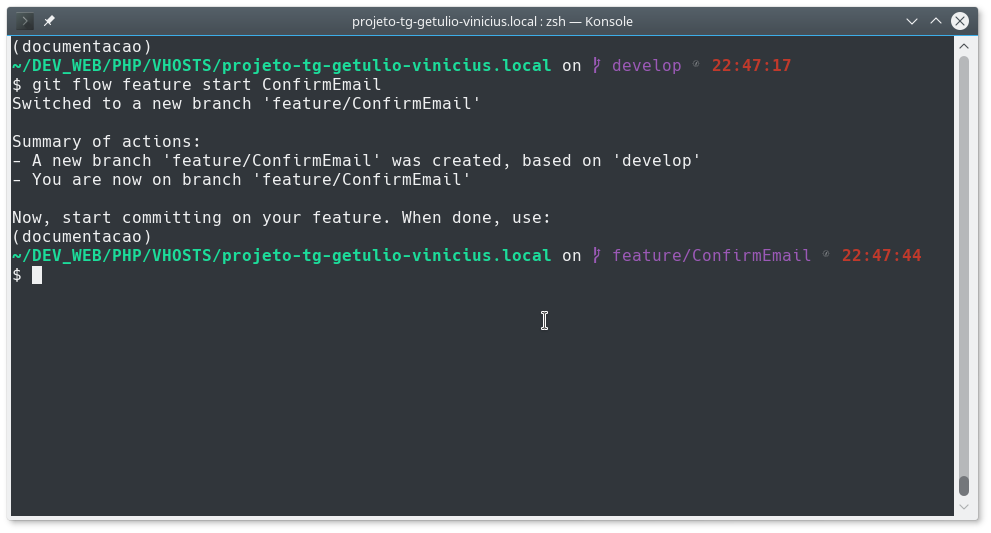 projeto-tg-getulio-vinicius.local : zsh — Konsole
(documentacao)
~/DEV_WEB/PHP/VHOSTS/projeto-tg-getulio-vinicius.local on develop 22:47:17
$ git flow feature start ConfirmEmail
Switched to a new branch 'feature/ConfirmEmail'
Summary of actions:
- A new branch 'feature/ConfirmEmail' was created, based on 'develop'
- You are now on branch 'feature/ConfirmEmail'
Now, start committing on your feature. When done, use:
(documentacao)
~/DEV_WEB/PHP/VHOSTS/projeto-tg-getulio-vinicius.local on feature/ConfirmEmail 22:47:44
$